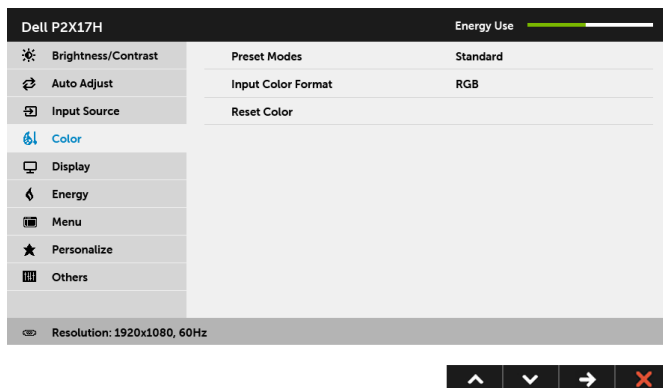 Dell P2X17H Energy Use
Brightness/Contrast Preset Modes Standard
Auto Adjust Input Color Format RGB
Input Source Reset Color
Color
Display
Energy
Menu
Personalize
Others
Resolution: 1920x1080, 60Hz